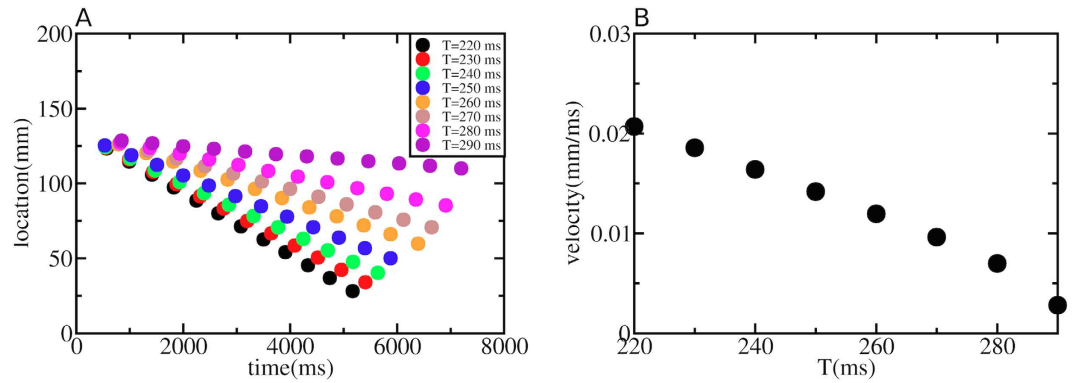 A
200
150
100
50
0
location(mm)
0
2000
4000
6000
8000
time(ms)
T=220 ms
T=230 ms
T=240 ms
T=250 ms
T=260 ms
T=270 ms
T=280 ms
T=290 ms
B
0.03
0.02
0.01
0
velocity(mm/ms)
220
240
260
280
T(ms)